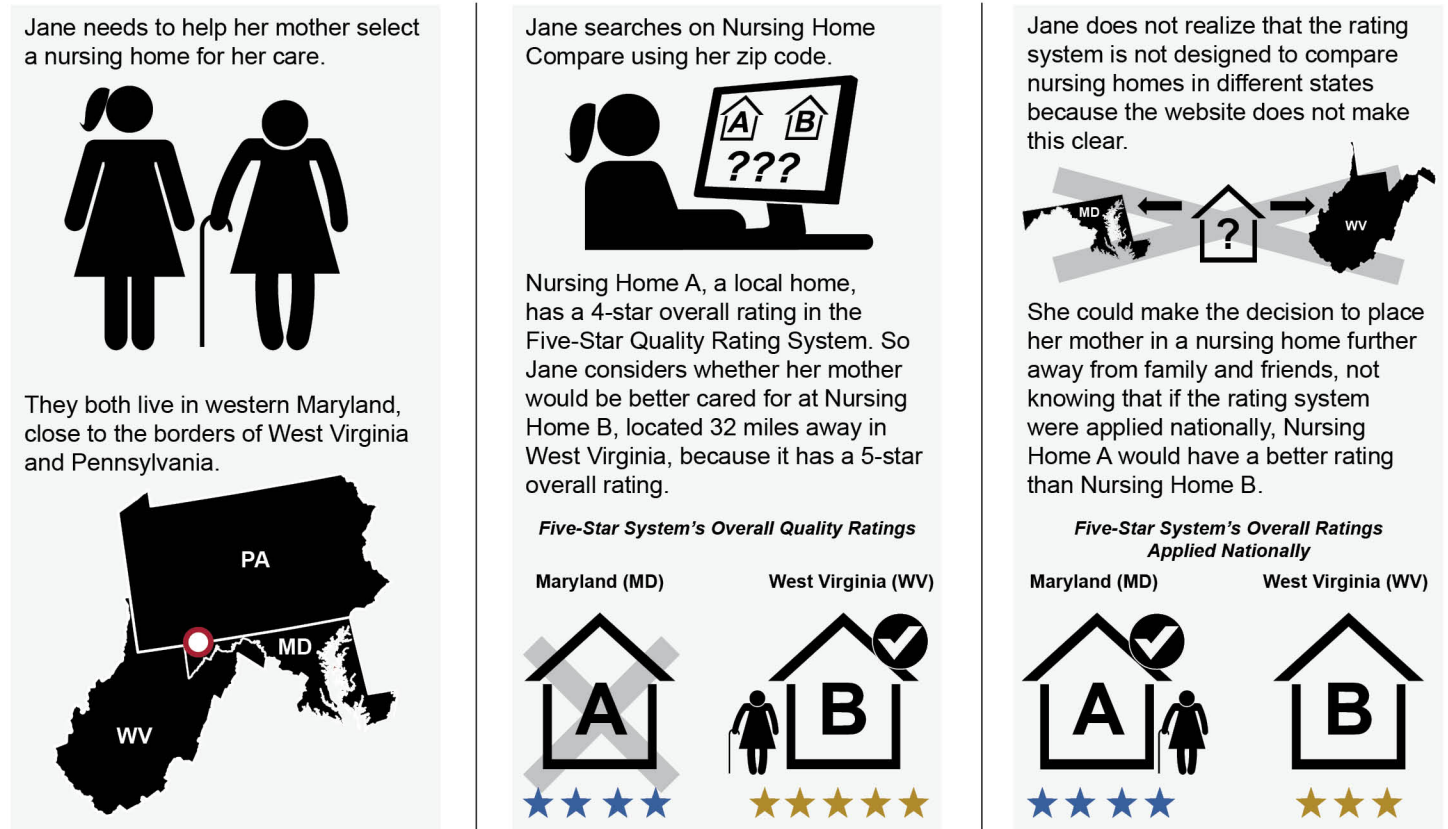 Jane needs to help her mother select
a nursing home for her care.
They both live in western Maryland,
close to the borders of West Virginia
and Pennsylvania.
PA
MD
WV
Jane searches on Nursing Home
Compare using her zip code.
A B
???
Nursing Home A, a local home,
has a 4-star overall rating in the
Five-Star Quality Rating System. So
Jane considers whether her mother
would be better cared for at Nursing
Home B, located 32 miles away in
West Virginia, because it has a 5-star
overall rating.
Five-Star System’s Overall Quality Ratings
Maryland (MD) West Virginia (WV)
A B
Jane does not realize that the rating
system is not designed to compare
nursing homes in different states
because the website does not make
this clear.
MD ? WV
She could make the decision to place
her mother in a nursing home further
away from family and friends, not
knowing that if the rating system
were applied nationally, Nursing
Home A would have a better rating
than Nursing Home B.
Five-Star System’s Overall Ratings
Applied Nationally
Maryland (MD) West Virginia (WV)
A B